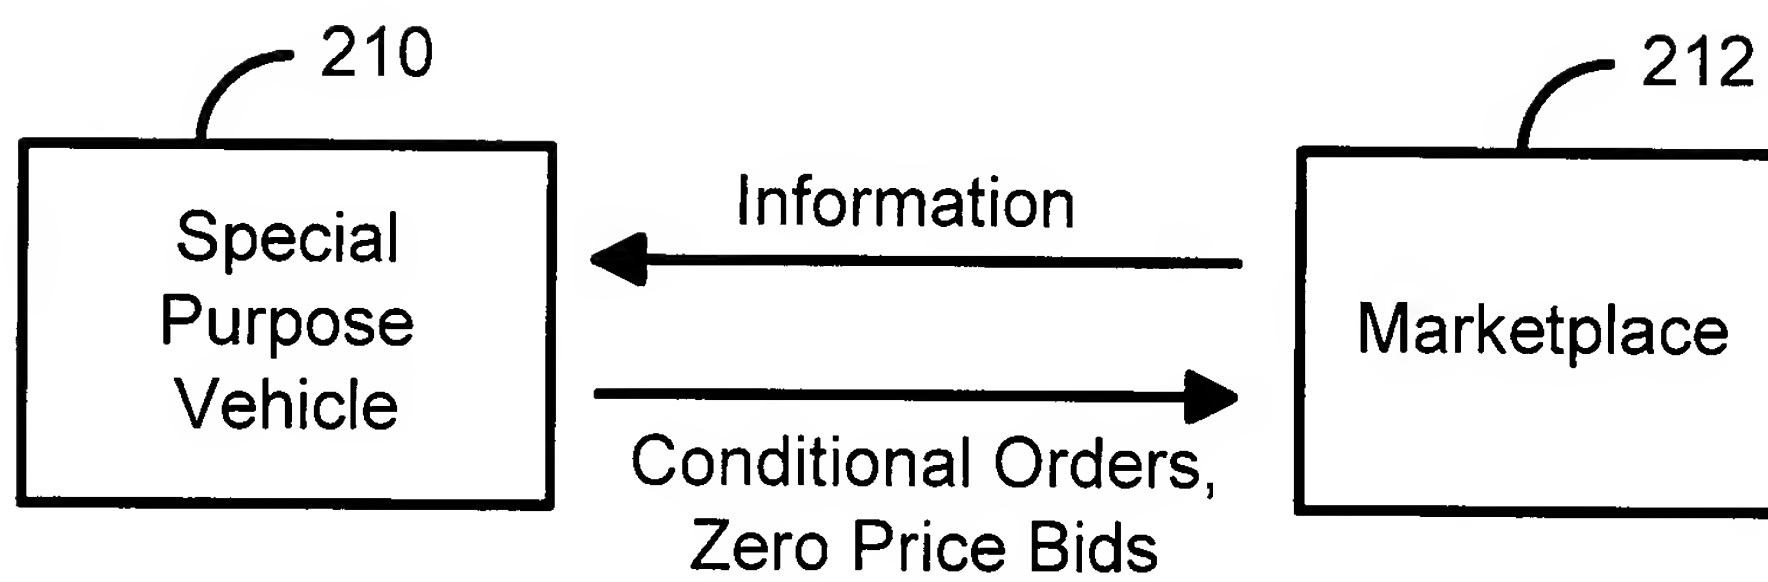 210
212
Information
Special
Purpose
Vehicle
Marketplace
Conditional Orders,
Zero Price Bids